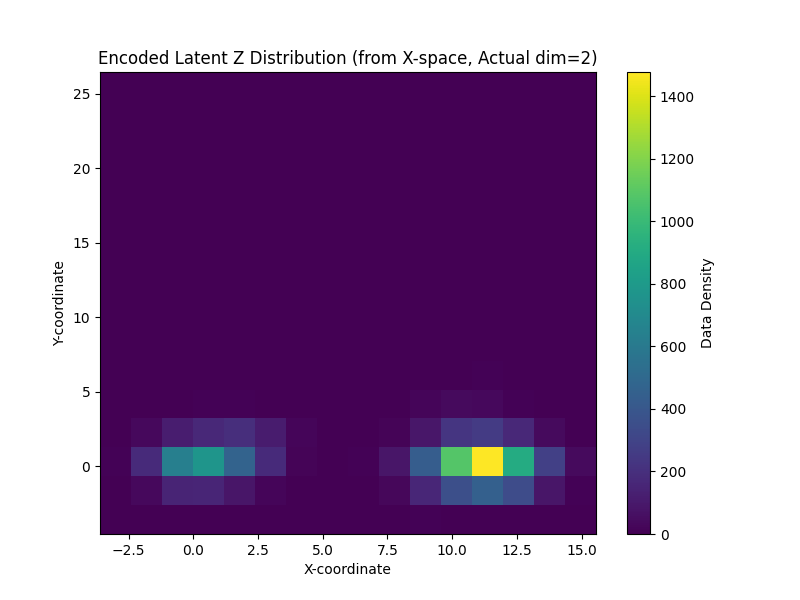 Encoded Latent Z Distribution (from X-space, Actual dim=2)
25
20
15
10
5
0
Y-coordinate
−2.5 0.0 2.5 5.0 7.5 10.0 12.5 15.0
X-coordinate
1400
1200
1000
800
600
400
200
0
Data Density